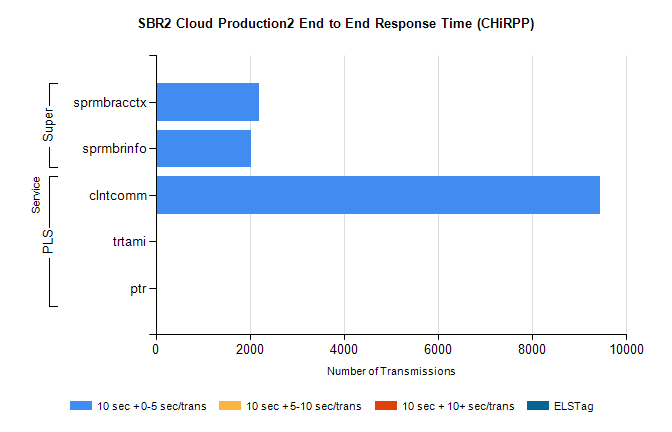 SBR2 Cloud Production2 End to End Response Time (CHiRPP)
Super
sprmbracctx
sprmbrinfo
Service
PLS
clntcomm
trtami
ptr
0 2000 4000 6000 8000 10000
Number of Transmissions
10 sec +0-5 sec/trans 10 sec +5-10 sec/trans 10 sec + 10+ sec/trans ELSTag